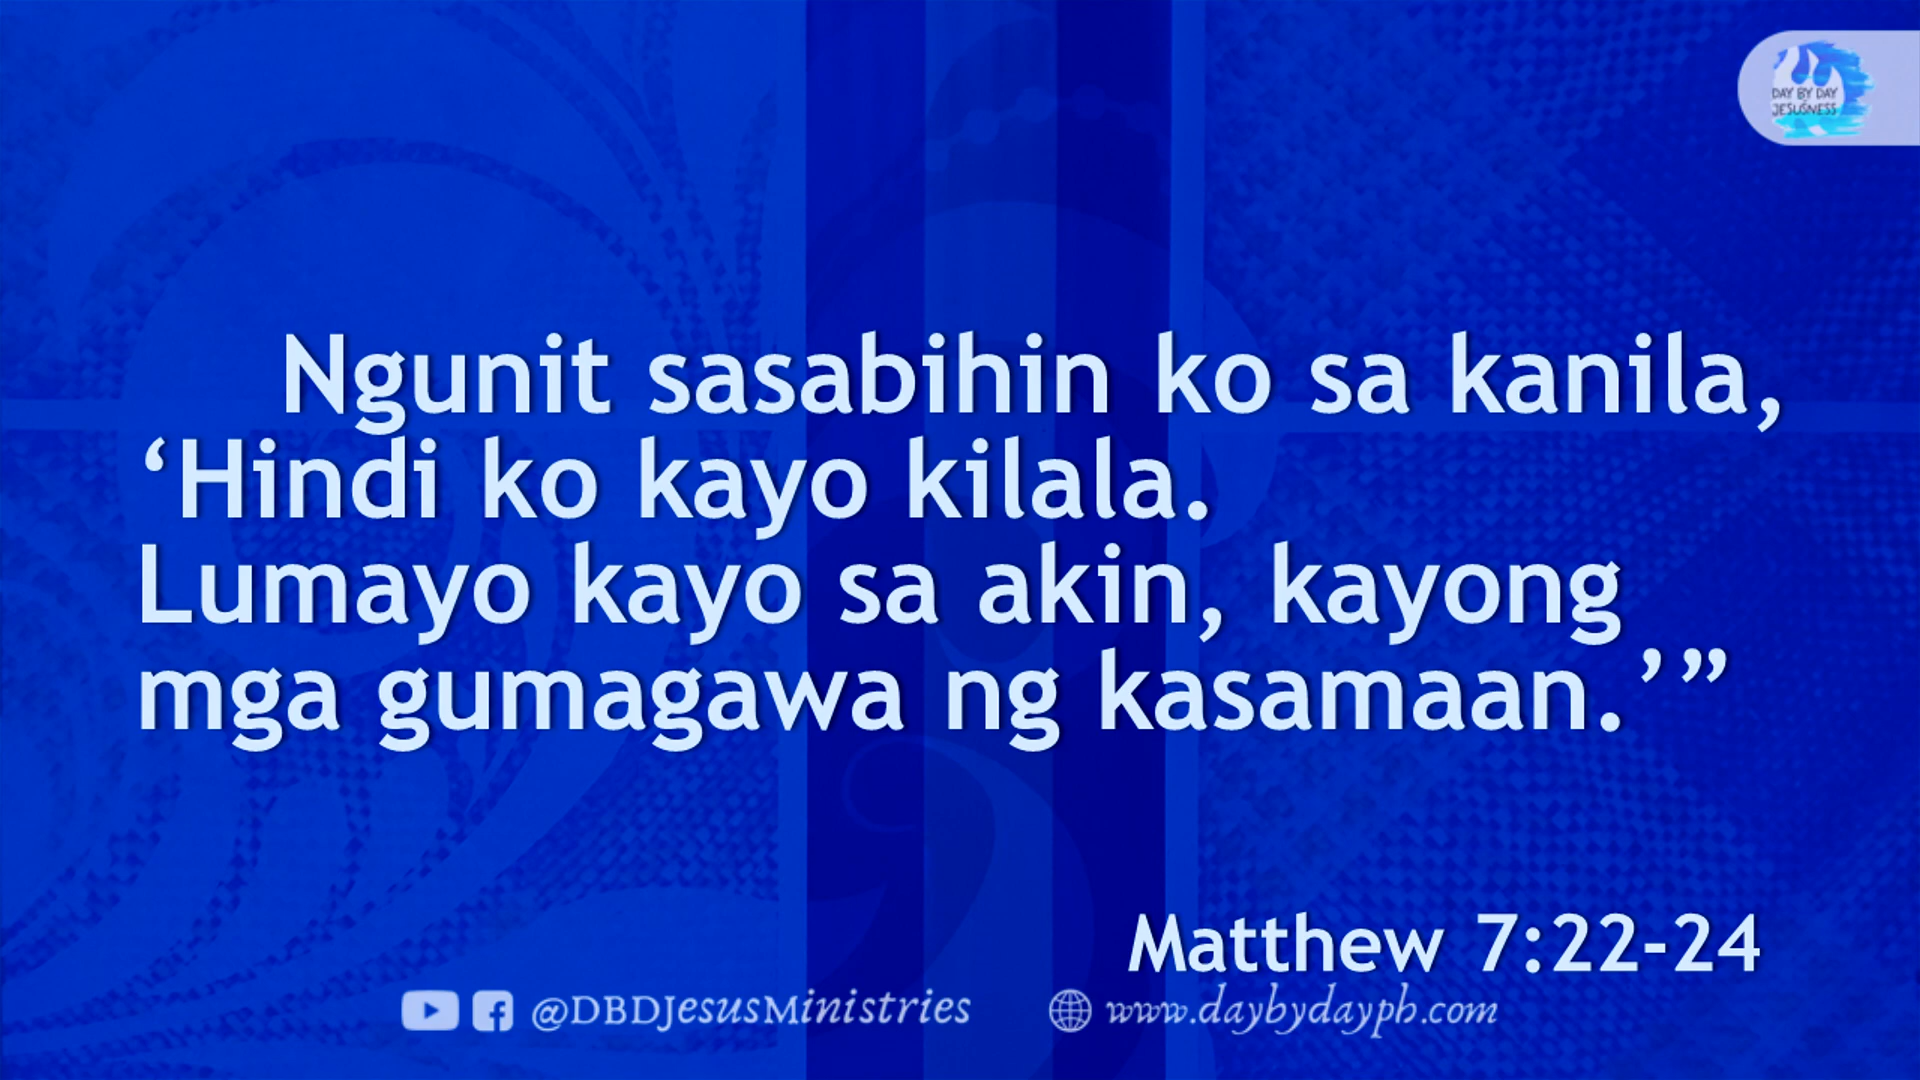 DAY BY DAY
JESUSNESS
Ngunit sasabihin ko sa kanila,
‘Hindi ko kayo kilala.
Lumayo kayo sa akin, kayong
mga gumagawa ng kasamaan.’”
Matthew 7:22-24
@DBDJesusMinistries www.daybydayph.com